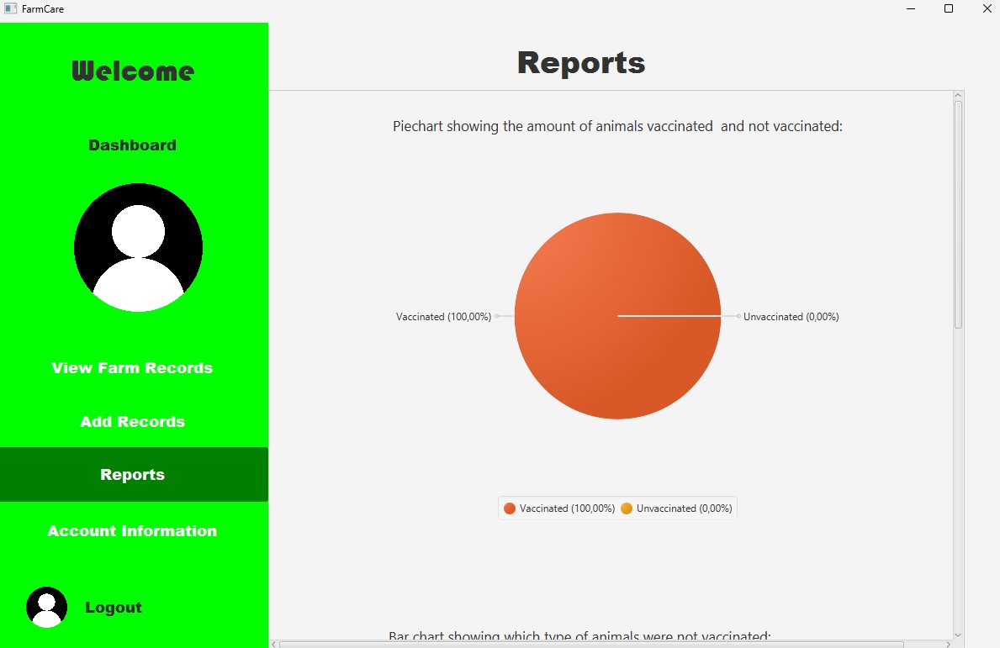 FarmCare
Welcome
Dashboard
View Farm Records
Add Records
Reports
Account Information
Logout
Reports
Piechart showing the amount of animals vaccinated  and not vaccinated:
Vaccinated (100,00%)
Unvaccinated (0,00%)
Vaccinated (100,00%) Unvaccinated (0,00%)
Bar chart showing which type of animals were not vaccinated: